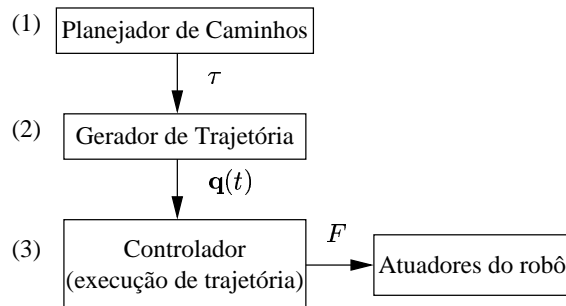 (1) Planejador de Caminhos
τ
(2) Gerador de Trajetória
q(t)
(3) Controlador
(execução de trajetória)
F
Atuadores do robô